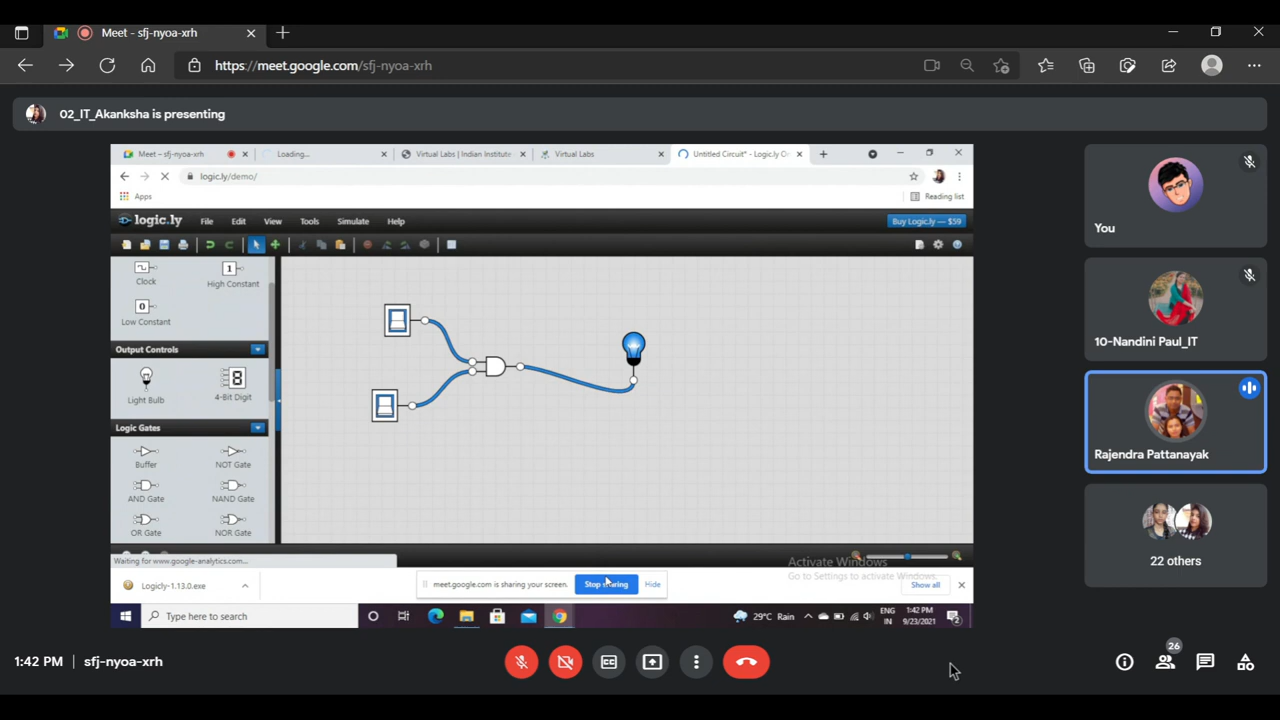 Meet - sfj-nyoa-xrh
https://meet.google.com/sfj-nyoa-xrh
02_IT_Akanksha is presenting
Meet – sfj-nyoa-xrh
Loading...
Virtual Labs | Indian Institute
Virtual Labs
Untitled Circuit* - Logic.ly
logic.ly/demo/
Apps
Reading list
logic.ly File Edit View Tools Simulate Help
Buy Logic.ly — $59
Clock
1
High Constant
0
Low Constant
Output Controls
Light Bulb
8
4-Bit Digit
Logic Gates
Buffer NOT Gate
AND Gate NAND Gate
OR Gate NOR Gate
Waiting for www.google-analytics.com...
Activate Windows
Go to Settings to activate Windows.
Logicly-1.13.0.exe
meet.google.com is sharing your screen. Stop sharing Hide
Show all
Type here to search
29°C Rain
ENG
IN
1:42 PM
9/23/2021
2
You
10-Nandini Paul_IT
Rajendra Pattanayak
22 others
1:42 PM sfj-nyoa-xrh
CC
26